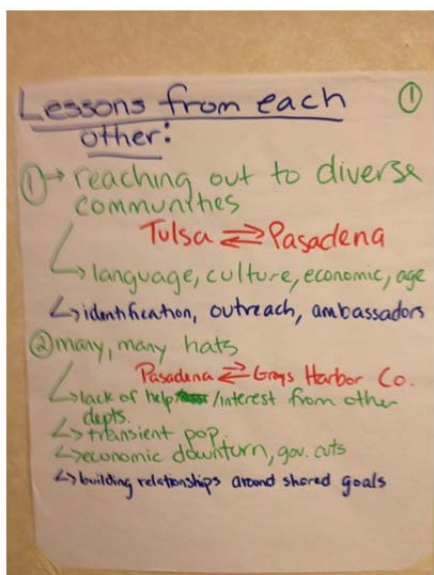 Lessons from each ①
other:
①→ reaching out to diverse
communities
Tulsa ⇄ Pasadena
↳ language, culture, economic, age
↳ identification, outreach, ambassadors
② many, many hats
Pasadena ⇄ Grays Harbor Co.
↳ lack of help /interest from other
depts.
↳ transient pop.
↳ economic downturn, gov. cuts
↳ building relationships around shared goals